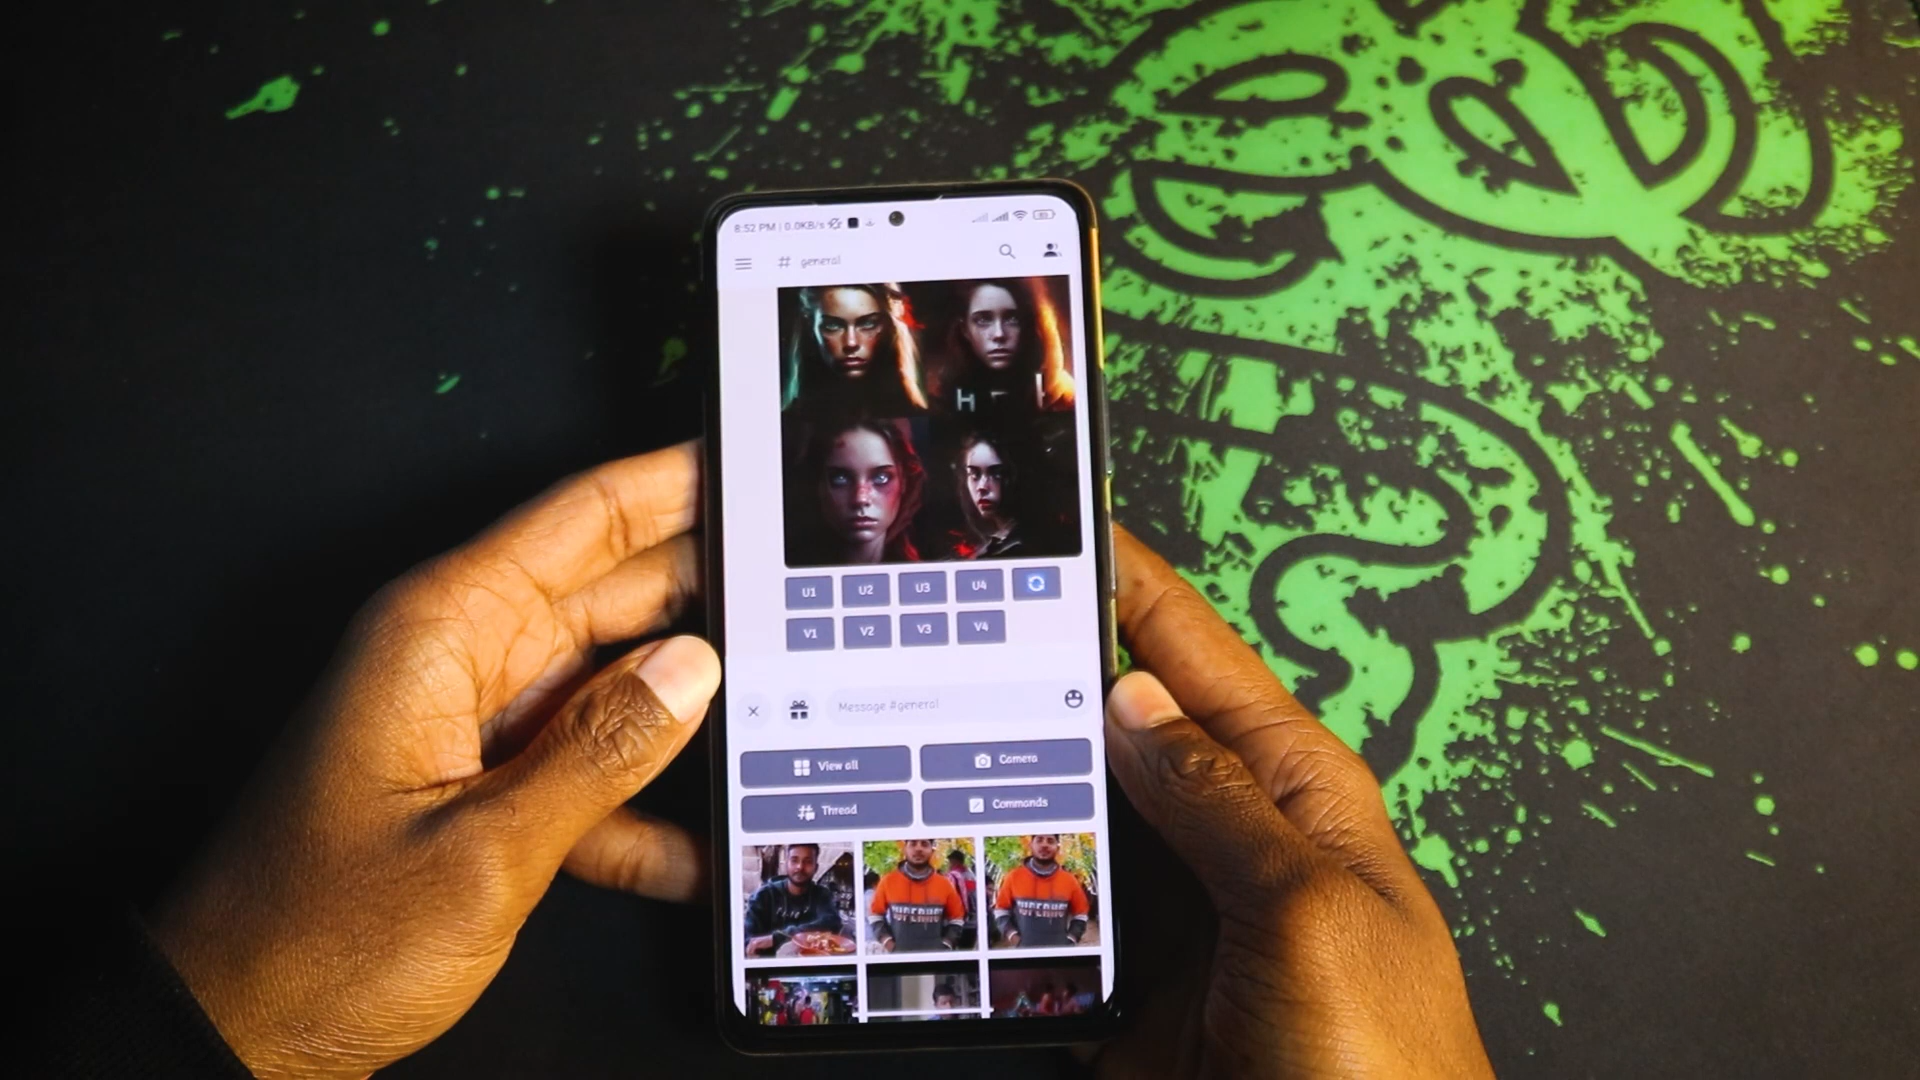 8:52 PM | 0.0KB/s
# general
H
U1 U2 U3 U4
V1 V2 V3 V4
Message #general
View all
Camera
Thread
Commands